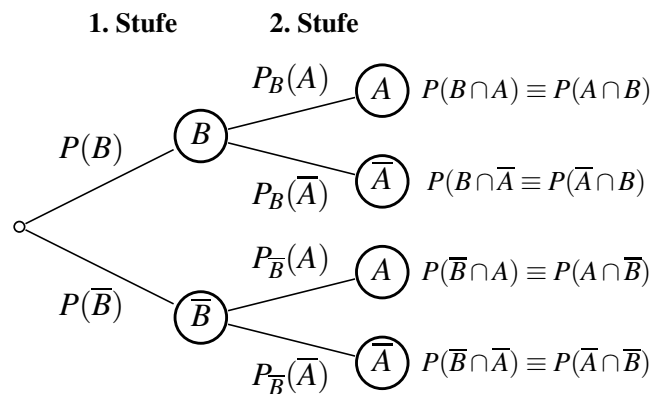 1. Stufe 2. Stufe
P_B(A) A P(B∩A) ≡ P(A∩B)
P(B) B
P_B(A̅) A̅ P(B∩A̅ ≡ P(A̅∩B)
P_B̅(A) A P(B̅∩A) ≡ P(A∩B̅)
P(B̅) B̅
P_B̅(A̅) A̅ P(B̅∩A̅) ≡ P(A̅∩B̅)